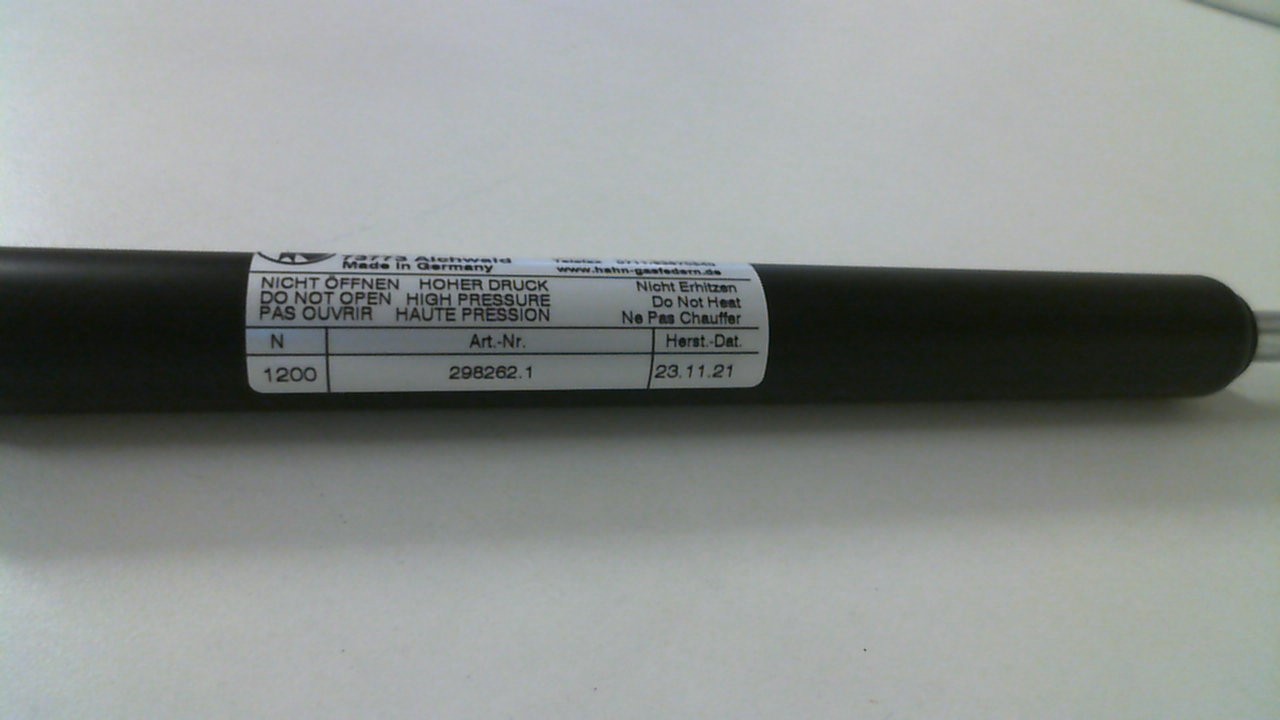 73773 Aichwald
Made in Germany www.hahn-gasfedern.de
NICHT ÖFFNEN HOHER DRUCK Nicht Erhitzen
DO NOT OPEN HIGH PRESSURE Do Not Heat
PAS OUVRIR HAUTE PRESSION Ne Pas Chauffer
N Art.-Nr. Herst.-Dat.
1200 298262.1 23.11.21